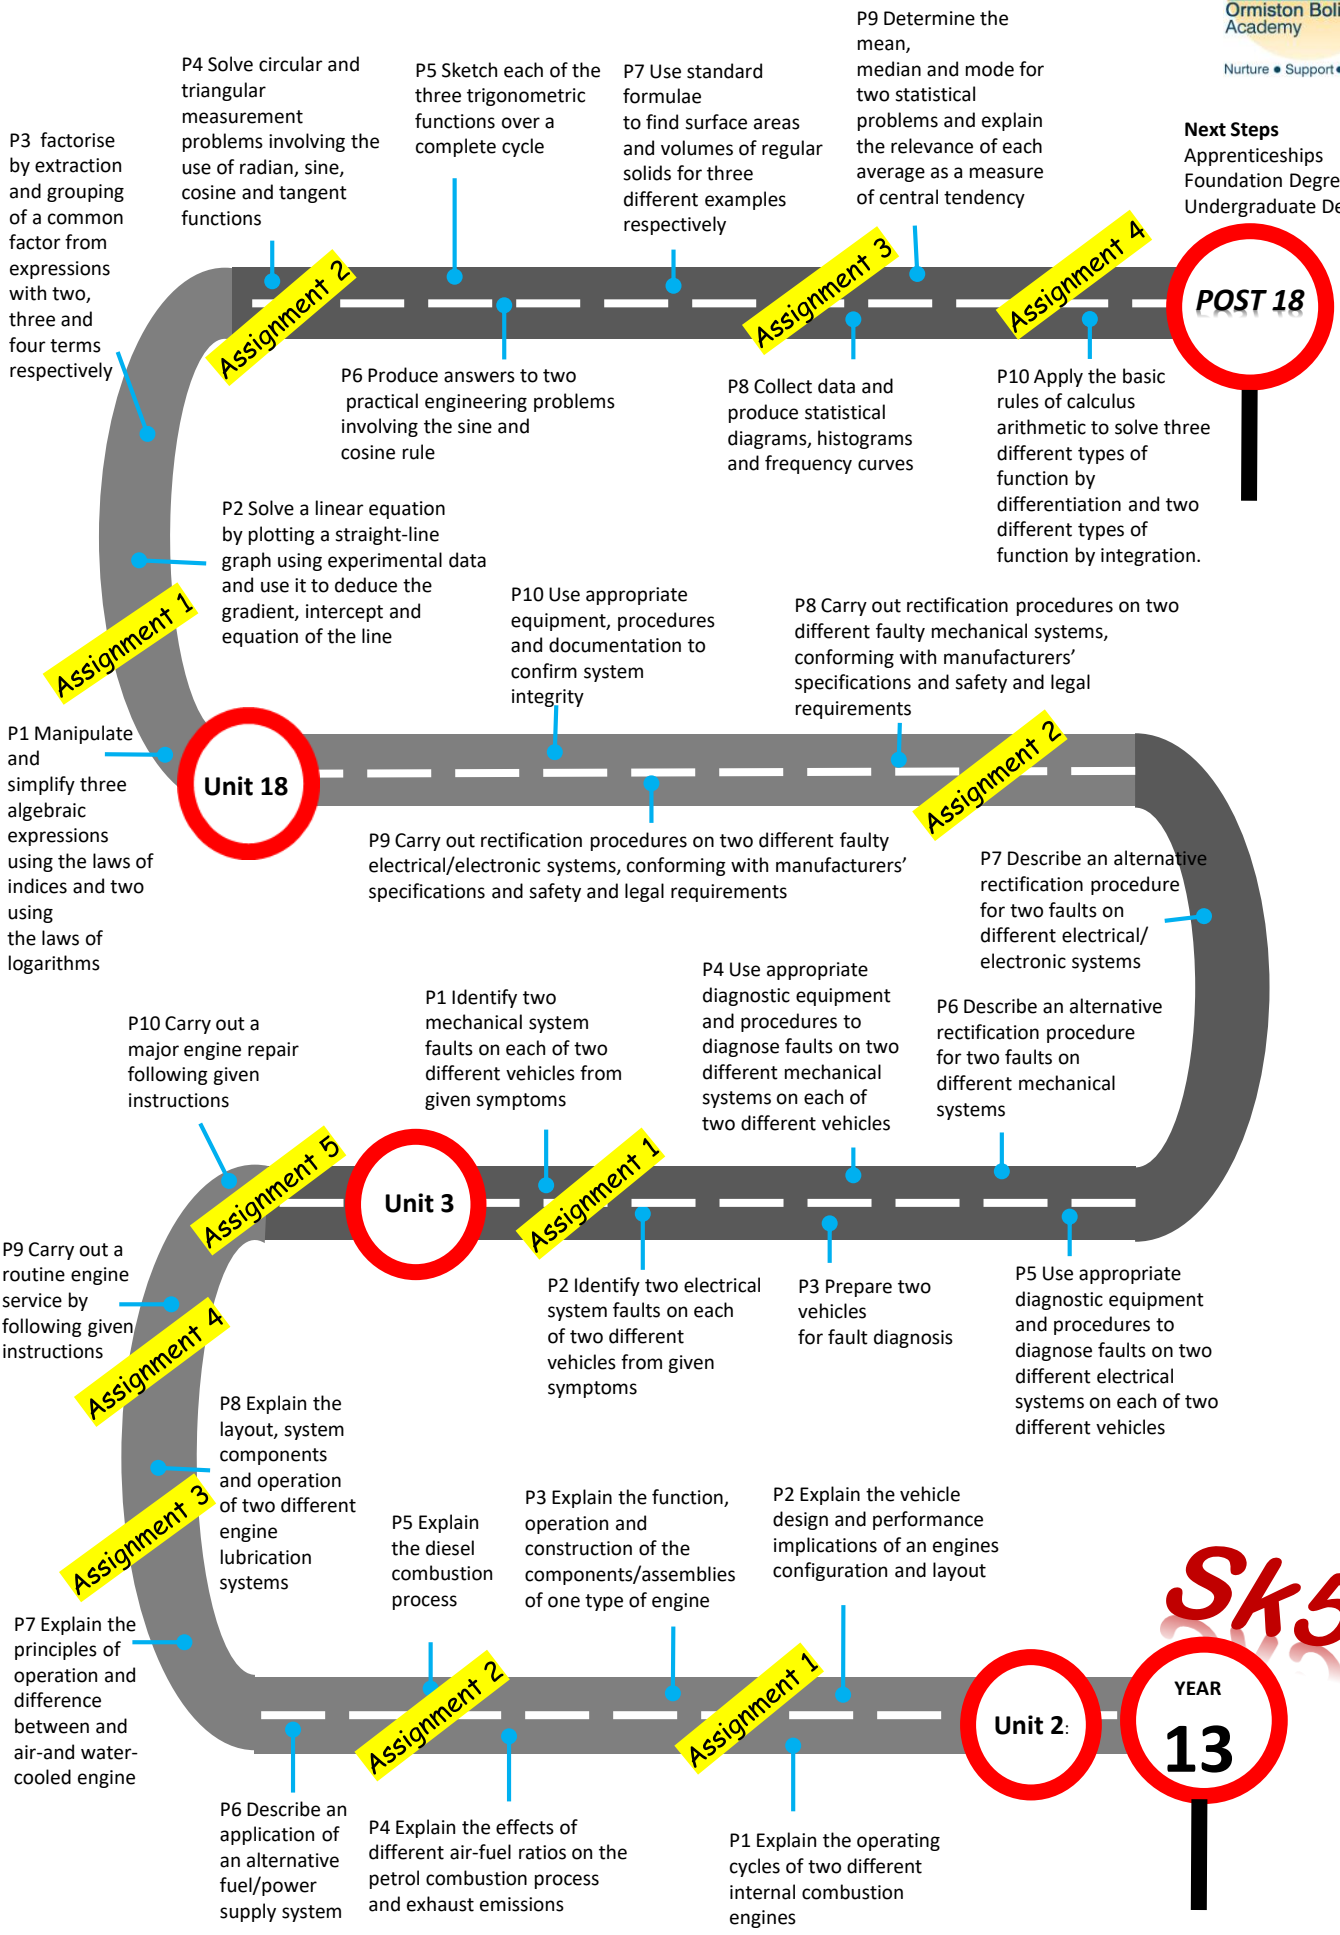 Ormiston Boli
Academy
Nurture • Support •
P9 Determine the
mean,
median and mode for
two statistical
problems and explain
the relevance of each
average as a measure
of central tendency
P4 Solve circular and
triangular
measurement
problems involving the
use of radian, sine,
cosine and tangent
functions
P5 Sketch each of the
three trigonometric
functions over a
complete cycle
P7 Use standard
formulae
to find surface areas
and volumes of regular
solids for three
different examples
respectively
Next Steps
Apprenticeships
Foundation Degre
Undergraduate De
P3 factorise
by extraction
and grouping
of a common
factor from
expressions
with two,
three and
four terms
respectively
Assignment 2
Assignment 3
Assignment 4
POST 18
P6 Produce answers to two
practical engineering problems
involving the sine and
cosine rule
P8 Collect data and
produce statistical
diagrams, histograms
and frequency curves
P10 Apply the basic
rules of calculus
arithmetic to solve three
different types of
function by
differentiation and two
different types of
function by integration.
P2 Solve a linear equation
by plotting a straight-line
graph using experimental data
and use it to deduce the
gradient, intercept and
equation of the line
Assignment 1
P10 Use appropriate
equipment, procedures
and documentation to
confirm system
integrity
P8 Carry out rectification procedures on two
different faulty mechanical systems,
conforming with manufacturers’
specifications and safety and legal
requirements
P1 Manipulate
and
simplify three
algebraic
expressions
using the laws of
indices and two
using
the laws of
logarithms
Unit 18
Assignment 2
P9 Carry out rectification procedures on two different faulty
electrical/electronic systems, conforming with manufacturers’
specifications and safety and legal requirements
P7 Describe an alternative
rectification procedure
for two faults on
different electrical/
electronic systems
P10 Carry out a
major engine repair
following given
instructions
P1 Identify two
mechanical system
faults on each of two
different vehicles from
given symptoms
P4 Use appropriate
diagnostic equipment
and procedures to
diagnose faults on two
different mechanical
systems on each of
two different vehicles
P6 Describe an alternative
rectification procedure
for two faults on
different mechanical
systems
Assignment 5
Unit 3
Assignment 1
P9 Carry out a
routine engine
service by
following given
instructions
Assignment 4
P2 Identify two electrical
system faults on each
of two different
vehicles from given
symptoms
P3 Prepare two
vehicles
for fault diagnosis
P5 Use appropriate
diagnostic equipment
and procedures to
diagnose faults on two
different electrical
systems on each of two
different vehicles
P8 Explain the
layout, system
components
and operation
of two different
engine
lubrication
systems
Assignment 3
P5 Explain
the diesel
combustion
process
P3 Explain the function,
operation and
construction of the
components/assemblies
of one type of engine
P2 Explain the vehicle
design and performance
implications of an engines
configuration and layout
Sk5
P7 Explain the
principles of
operation and
difference
between and
air-and water-
cooled engine
Assignment 2
Assignment 1
Unit 2:
YEAR
13
P6 Describe an
application of
an alternative
fuel/power
supply system
P4 Explain the effects of
different air-fuel ratios on the
petrol combustion process
and exhaust emissions
P1 Explain the operating
cycles of two different
internal combustion
engines